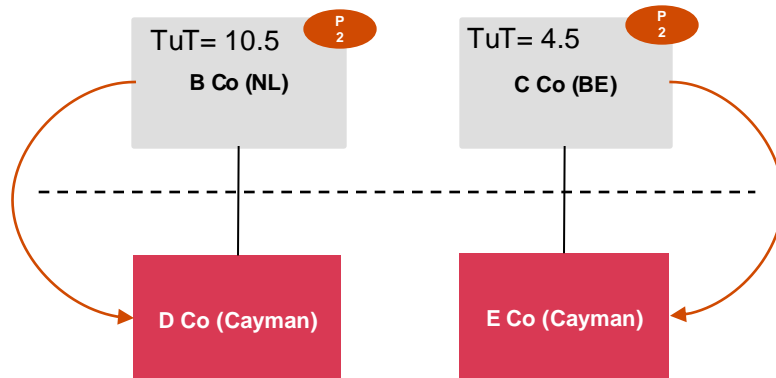 P
2
TuT= 10.5
B Co (NL)
P
2
TuT= 4.5
C Co (BE)
D Co (Cayman)
E Co (Cayman)